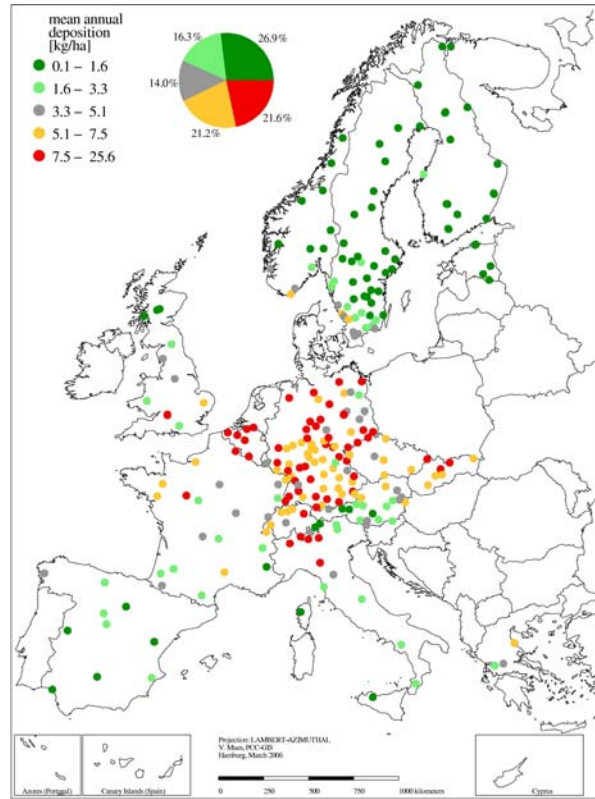 mean annual
deposition
[kg/ha]
0.1 – 1.6
1.6 – 3.3
3.3 – 5.1
5.1 – 7.5
7.5 – 25.6
16.3%
26.9%
14.0%
21.2%
21.6%
Projection: LAMBERT-AZIMUTHAL
V. Mues, PCC-GIS
Hamburg, March 2006
0 250 500 750 1000 kilometers
Azores (Portugal)
Canary Islands (Spain)
Cyprus